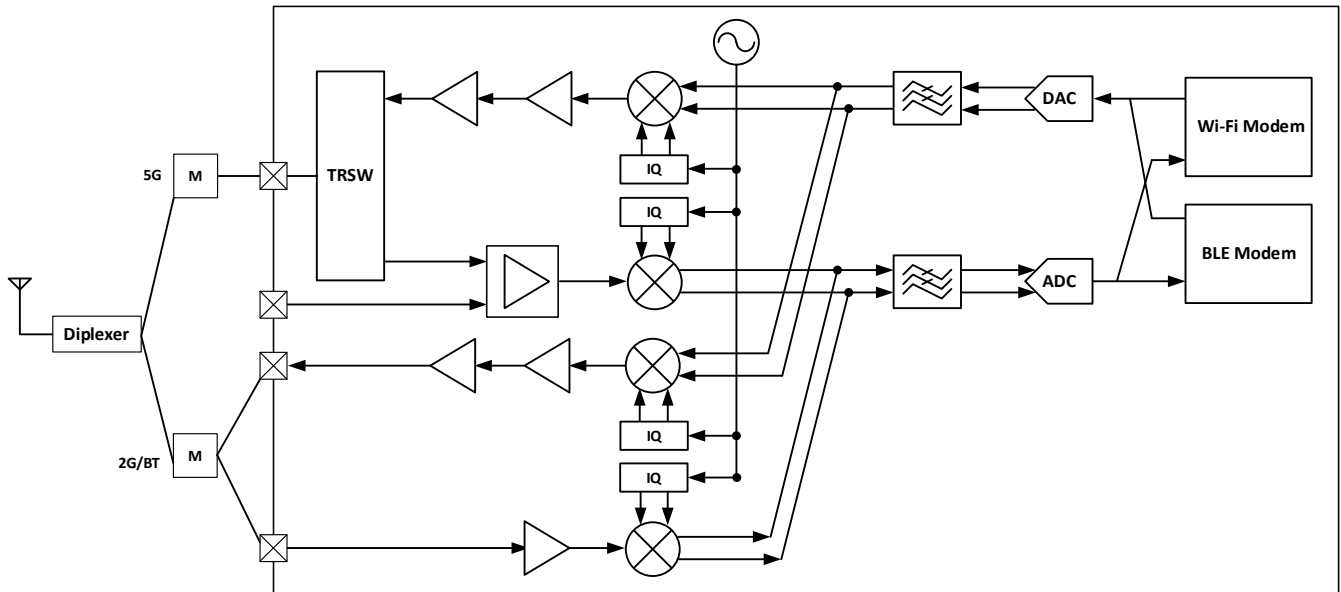 DAC
Wi-Fi Modem
IQ
5G
M
TRSW
IQ
BLE Modem
ADC
Diplexer
IQ
2G/BT
M
IQ